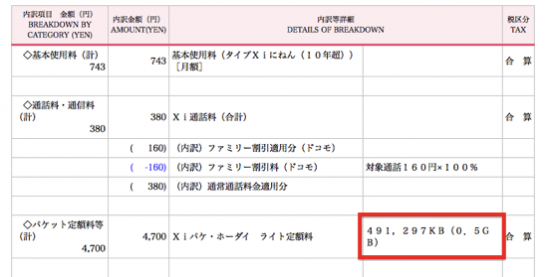 内訳項目 金額（円） 内訳金額（円） 内訳等詳細 税区分
BREAKDOWN BY AMOUNT(YEN) DETAILS OF BREAKDOWN TAX
CATEGORY (YEN)
◇基本使用料（計） 743 基本使用料（タイプＸｉにねん（１０年超）） 合 算
743 ［月額］
◇通話料・通信料
（計） 380 Ｘｉ通話料（合計） 合 算
380
( 160) （内訳）ファミリー割引適用分（ドコモ）
( -160) （内訳）ファミリー割引料（ドコモ） 対象通話１６０円×１００％
( 380) （内訳）通常通話料金適用分
◇パケット定額料等 ４９１，２９７ＫＢ（０．５Ｇ
（計） 4,700 Ｘｉパケ・ホーダイ ライト定額料 Ｂ） 合 算
4,700